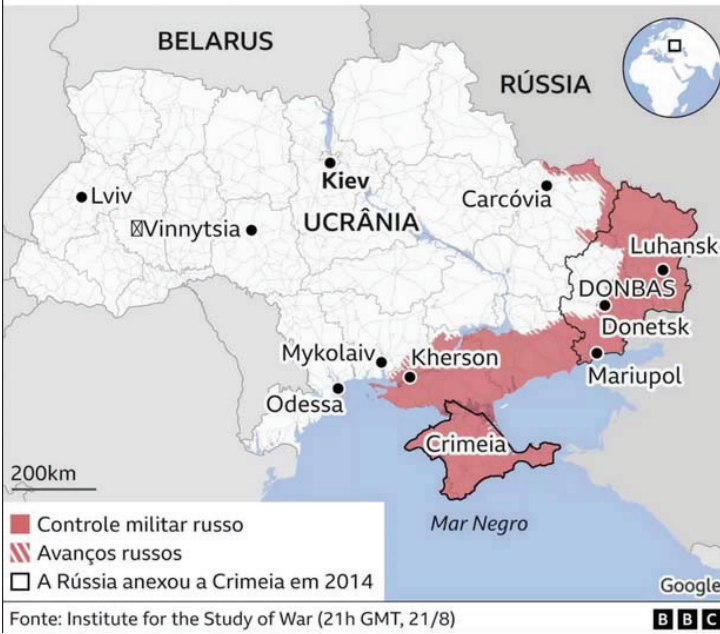 BELARUS
RÚSSIA
Kiev
Carcóvia
Lviv
Vinnytsia
UCRÂNIA
Luhansk
DONBAS
Donetsk
Mykolaiv
Kherson
Mariupol
Odessa
Crimeia
200km
Mar Negro
Controle militar russo
Avanços russos
A Rússia anexou a Crimeia em 2014
Google
Fonte: Institute for the Study of War (21h GMT, 21/8)
BBC